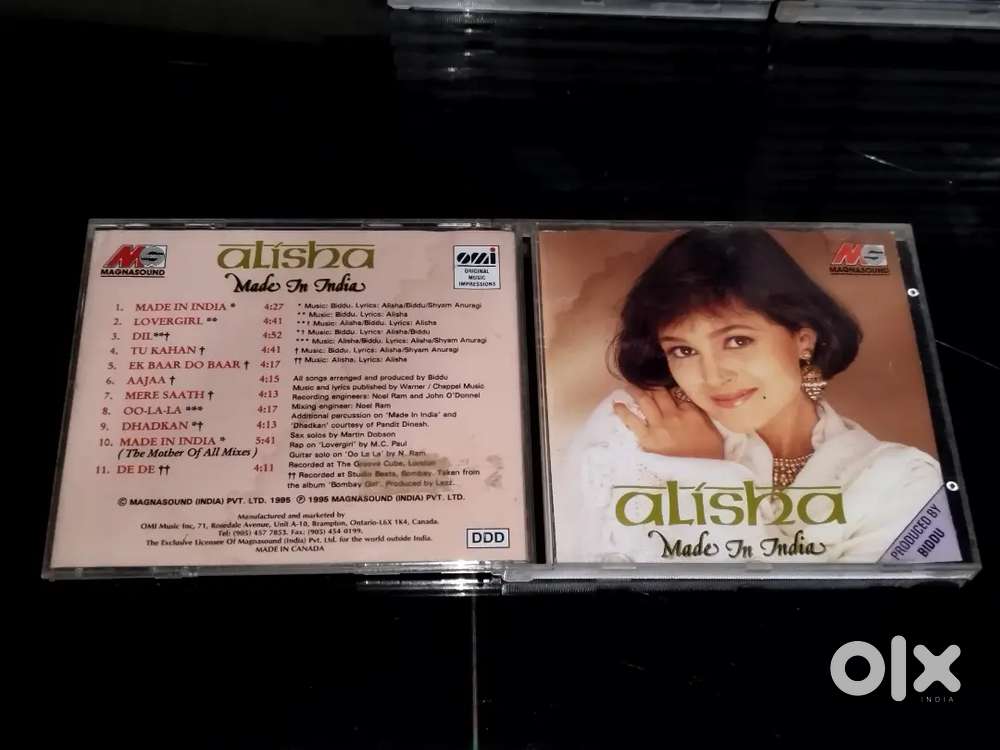 MS
MAGNASOUND
alisha
Made In India
OMI
ORIGINAL
MUSIC
IMPRESSIONS
1. MADE IN INDIA * 4:27
2. LOVERGIRL ** 4:41
3. DIL**† 4:52
4. TU KAHAN † 4:41
5. EK BAAR DO BAAR † 4:17
6. AAJAA † 4:15
7. MERE SAATH † 4:13
8. OO-LA-LA *** 4:17
9. DHADKAN *† 4:13
10. MADE IN INDIA * 5:41
( The Mother Of All Mixes )
11. DE DE †† 4:11
* Music: Biddu. Lyrics: Alisha/Biddu/Shyam Anuragi
** Music: Biddu. Lyrics: Alisha
**† Music: Alisha/Biddu. Lyrics: Alisha
*† Music: Biddu. Lyrics: Alisha/Biddu
*** Music: Alisha/Biddu. Lyrics: Alisha/Shyam Anuragi
† Music: Biddu. Lyrics: Shyam Anuragi
†† Music: Alisha, Lyrics: Alisha
All songs arranged and produced by Biddu
Music and lyrics published by Warner / Chappel Music
Recording engineers: Noel Ram and John O'Donnel
Mixing engineer: Noel Ram
Additional percussion on 'Made In India' and
'Dhadkan' courtesy of Pandit Dinesh.
Sax solos by Martin Dobson
Rap on 'Lovergirl' by M.C. Paul
Guitar solo on 'Oo La La' by N. Ram
Recorded at The Groove Cube, London
†† Recorded at Studio Beats, Bombay. Taken from
the album 'Bombay Girl'. Produced by Lezz.
© MAGNASOUND (INDIA) PVT. LTD. 1995 ℗ 1995 MAGNASOUND (INDIA) PVT. LTD.
Manufactured and marketed by
OMI Music Inc, 71, Rosedale Avenue, Unit A-10, Brampton, Ontario-L6X 1K4, Canada.
Tel: (905) 457 7853. Fax: (905) 454 0199.
The Exclusive Licensee Of Magnasound (India) Pvt. Ltd. for the world outside India.
MADE IN CANADA
DDD
MS
MAGNASOUND
alisha
Made In India
PRODUCED BY
BIDDU
olx
INDIA